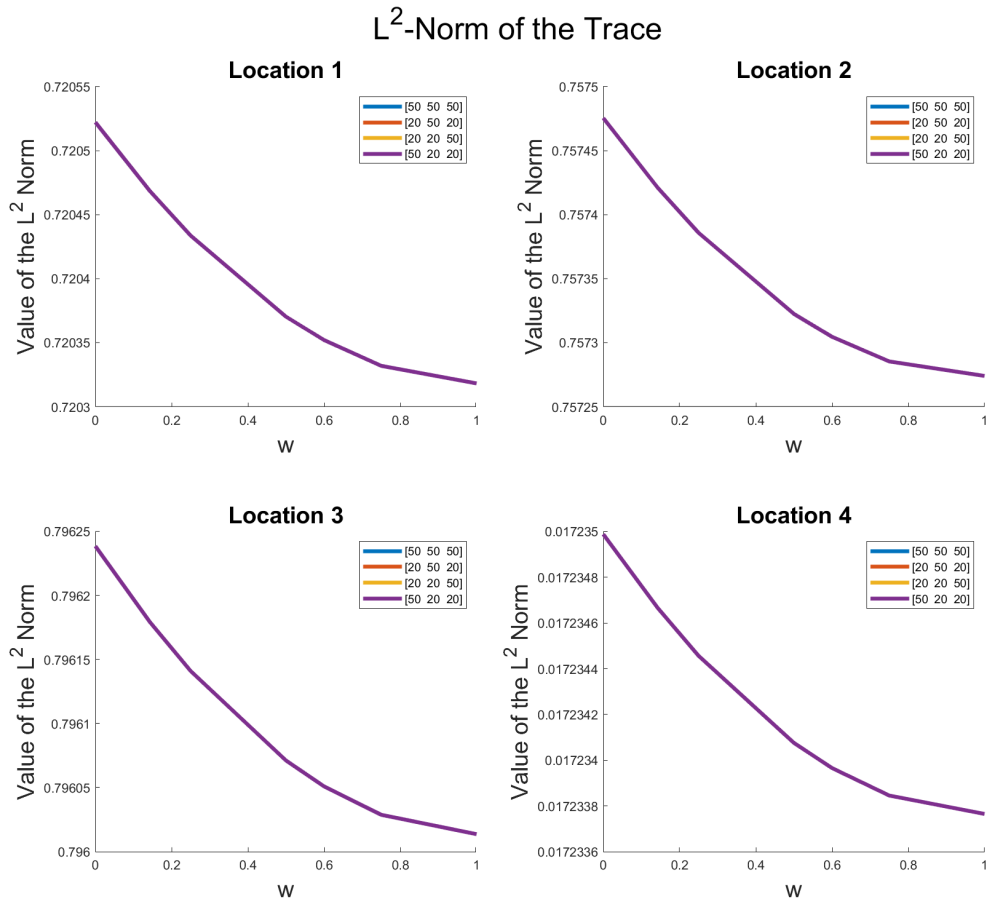 L²-Norm of the Trace
Location 1
Value of the L² Norm
0.72055
0.7205
0.72045
0.7204
0.72035
0.7203
[50 50 50]
[20 50 20]
[20 20 50]
[50 20 20]
0 0.2 0.4 0.6 0.8 1
w
Location 2
Value of the L² Norm
0.7575
0.75745
0.7574
0.75735
0.7573
0.75725
[50 50 50]
[20 50 20]
[20 20 50]
[50 20 20]
0 0.2 0.4 0.6 0.8 1
w
Location 3
Value of the L² Norm
0.79625
0.7962
0.79615
0.7961
0.79605
0.796
[50 50 50]
[20 50 20]
[20 20 50]
[50 20 20]
0 0.2 0.4 0.6 0.8 1
w
Location 4
Value of the L² Norm
0.017235
0.0172348
0.0172346
0.0172344
0.0172342
0.017234
0.0172338
0.0172336
[50 50 50]
[20 50 20]
[20 20 50]
[50 20 20]
0 0.2 0.4 0.6 0.8 1
w